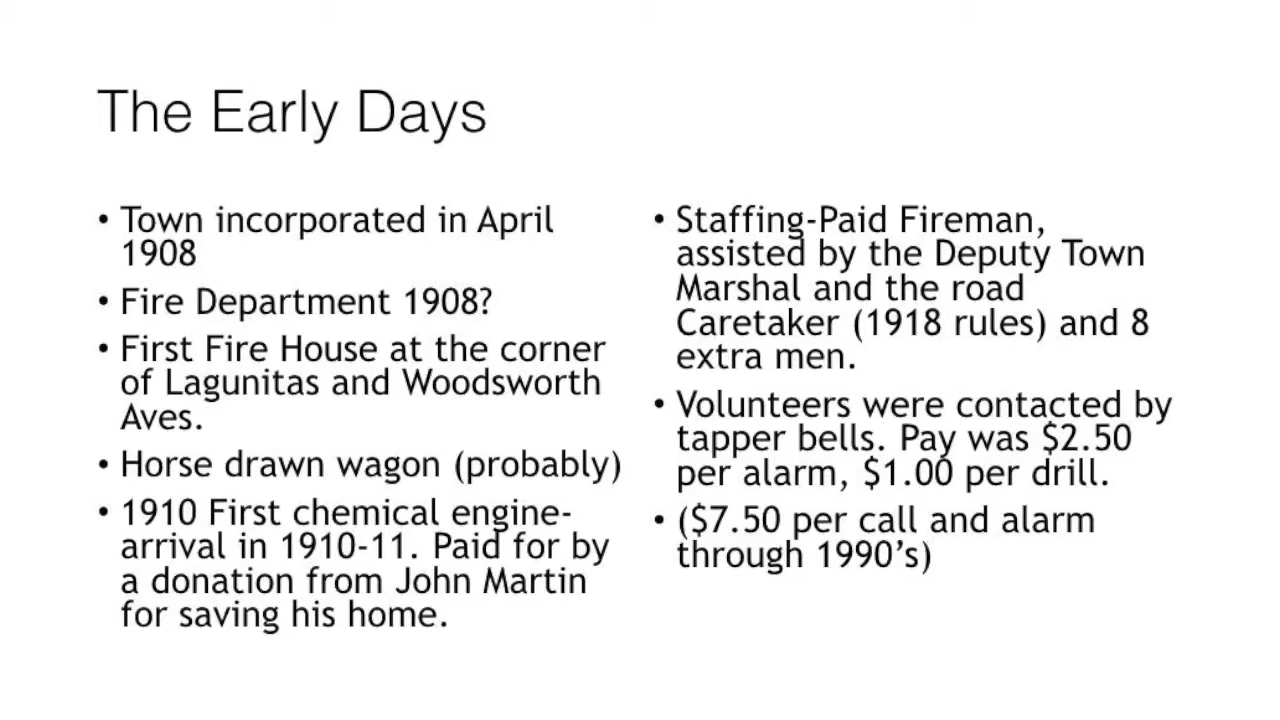 The Early Days
• Town incorporated in April
1908
• Fire Department 1908?
• First Fire House at the corner
of Lagunitas and Woodsworth
Aves.
• Horse drawn wagon (probably)
• 1910 First chemical engine-
arrival in 1910-11. Paid for by
a donation from John Martin
for saving his home.
• Staffing-Paid Fireman,
assisted by the Deputy Town
Marshal and the road
Caretaker (1918 rules) and 8
extra men.
• Volunteers were contacted by
tapper bells. Pay was $2.50
per alarm, $1.00 per drill.
• ($7.50 per call and alarm
through 1990’s)